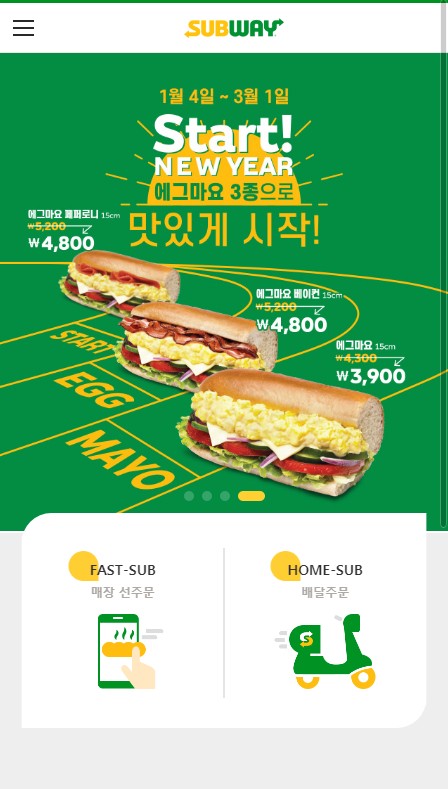 SUBWAY
1월 4일 ~ 3월 1일
Start!
NEW YEAR
에그마요 3종으로
맛있게 시작!
에그마요 페퍼로니 15cm
₩5,200
₩4,800
에그마요 베이컨 15cm
₩5,200
₩4,800
에그마요 15cm
₩4,300
₩3,900
START
EGG
MAYO
FAST-SUB
매장 선주문
HOME-SUB
배달주문
S